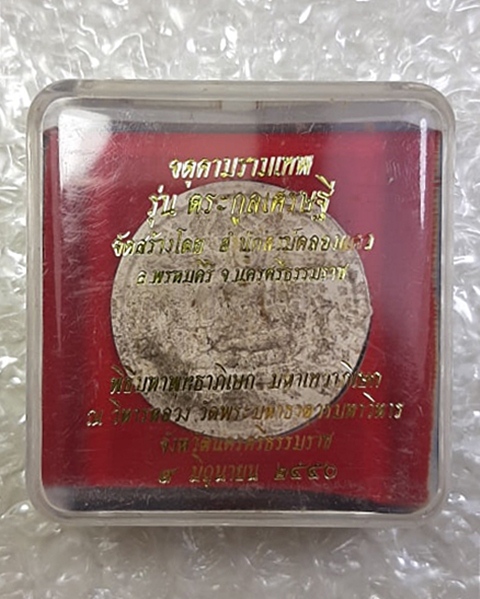 จตุคามรามเทพ
รุ่น ตระกูลเศรษฐี
จัดสร้างโดย
อ.พรหมคีรี จ.นครศรีธรรมราช
พิธีมหาพุทธาภิเษก มหาเทวาภิเษก
ณ วิหารหลวง วัดพระมหาธาตุวรมหาวิหาร
จังหวัดนครศรีธรรมราช
๙ มิถุนายน ๒๕๕๐